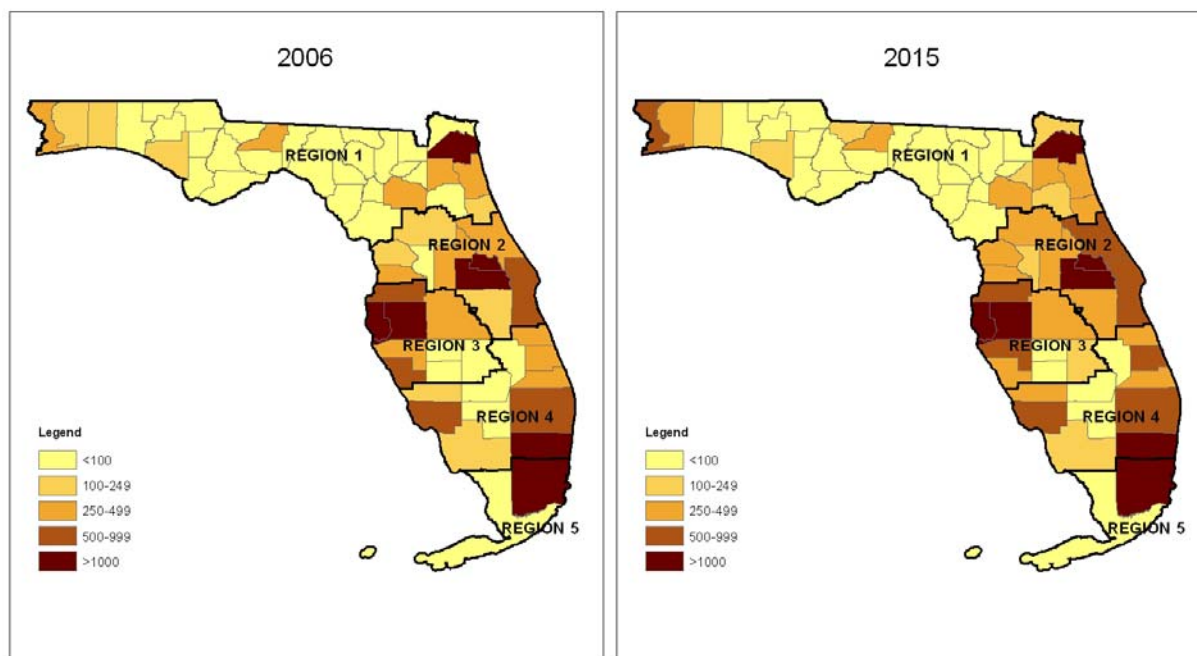 2006
REGION 1
REGION 2
REGION 3
REGION 4
REGION 5
Legend
<100
100-249
250-499
500-999
>1000
2015
REGION 1
REGION 2
REGION 3
REGION 4
REGION 5
Legend
<100
100-249
250-499
500-999
>1000